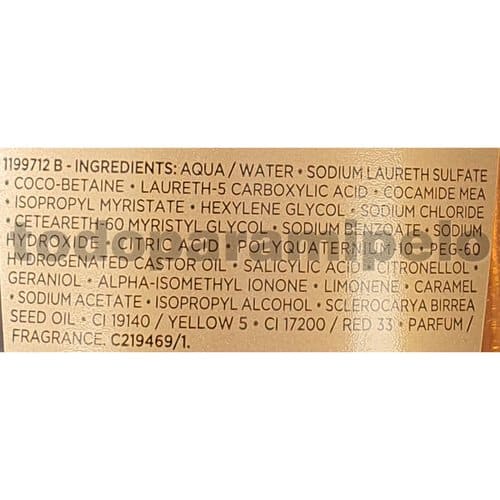 1199712 B - INGREDIENTS: AQUA / WATER • SODIUM LAURETH SULFATE
• COCO-BETAINE • LAURETH-5 CARBOXYLIC ACID • COCAMIDE MEA
• ISOPROPYL MYRISTATE • HEXYLENE GLYCOL • SODIUM CHLORIDE
• CETEARETH-60 MYRISTYL GLYCOL • SODIUM BENZOATE • SODIUM
HYDROXIDE • CITRIC ACID • POLYQUATERNIUM-10 • PEG-60
HYDROGENATED CASTOR OIL • SALICYLIC ACID • CITRONELLOL •
GERANIOL • ALPHA-ISOMETHYL IONONE • LIMONENE • CARAMEL
• SODIUM ACETATE • ISOPROPYL ALCOHOL • SCLEROCARYA BIRREA
SEED OIL • CI 19140 / YELLOW 5 • CI 17200 / RED 33 • PARFUM /
FRAGRANCE. C219469/1.
todoparamipelo